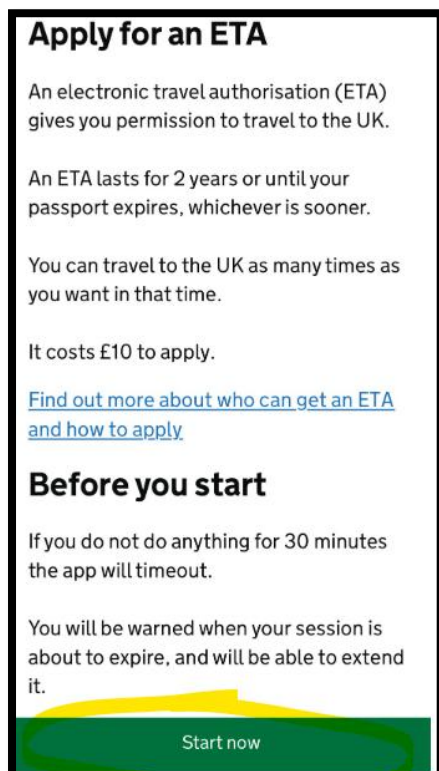 Apply for an ETA
An electronic travel authorisation (ETA)
gives you permission to travel to the UK.
An ETA lasts for 2 years or until your
passport expires, whichever is sooner.
You can travel to the UK as many times as
you want in that time.
It costs £10 to apply.
Find out more about who can get an ETA
and how to apply
Before you start
If you do not do anything for 30 minutes
the app will timeout.
You will be warned when your session is
about to expire, and will be able to extend
it.
Start now